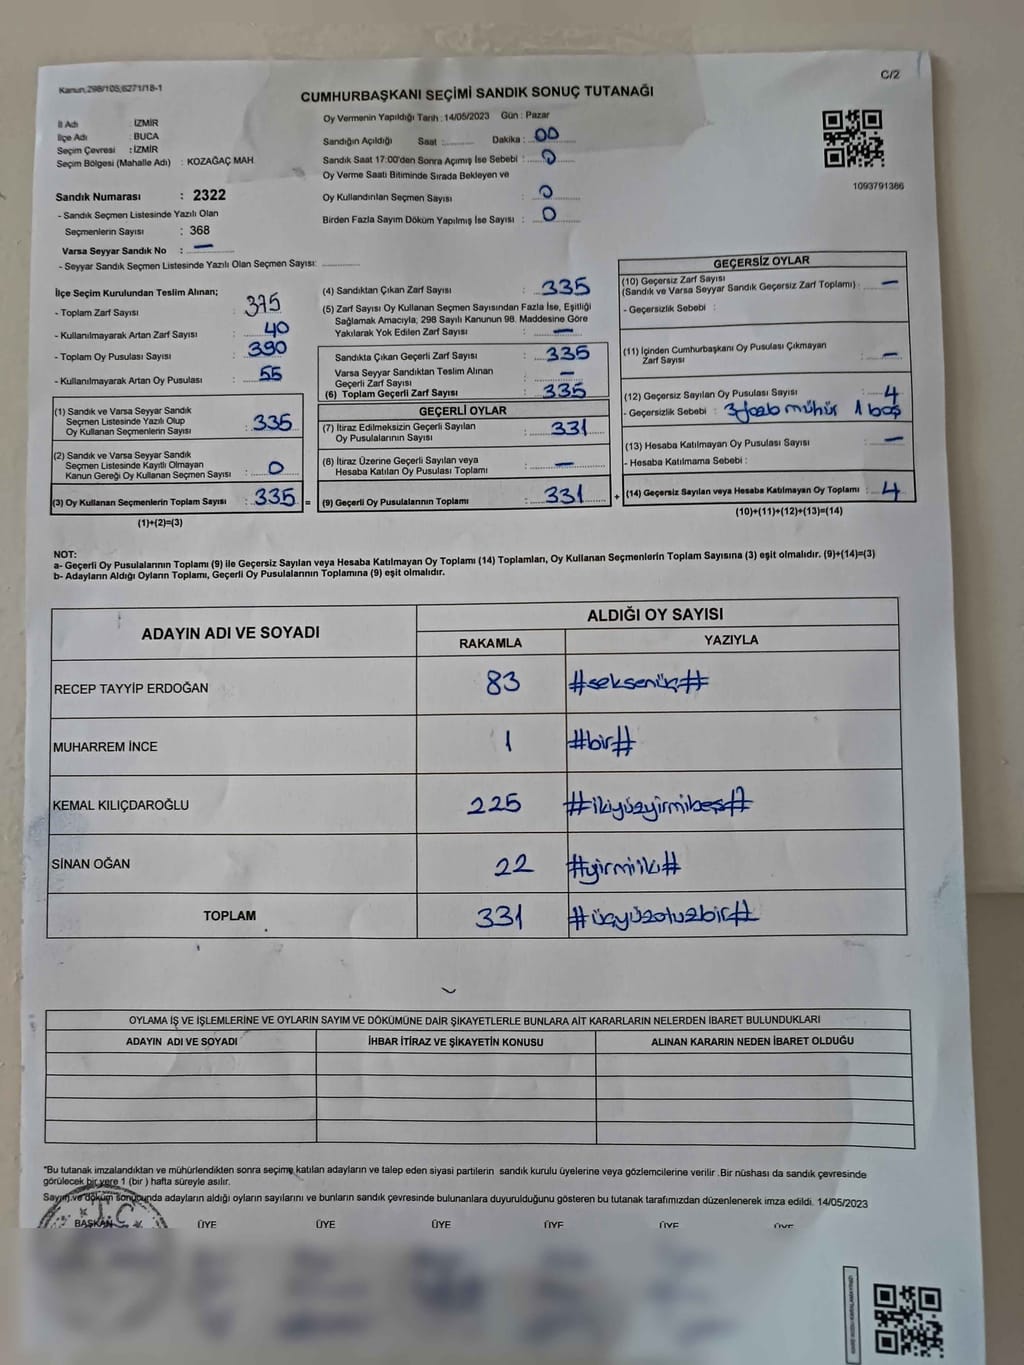 Kanun,298/105,6271/18-1
C/2
CUMHURBAŞKANI SEÇİMİ SANDIK SONUÇ TUTANAĞI
İl Adı : İZMİR
İlçe Adı : BUCA
Seçim Çevresi : İZMİR
Seçim Bölgesi (Mahalle Adı) : KOZAĞAÇ MAH
Sandık Numarası : 2322
- Sandık Seçmen Listesinde Yazılı Olan
Seçmenlerin Sayısı : 368
Varsa Seyyar Sandık No : —
- Seyyar Sandık Seçmen Listesinde Yazılı Olan Seçmen Sayısı: ............
Oy Vermenin Yapıldığı Tarih : 14/05/2023 Gün : Pazar
Sandığın Açıldığı Saat :........... Dakika : 00
Sandık Saat 17:00'den Sonra Açımış İse Sebebi : 0
Oy Verme Saati Bitiminde Sırada Bekleyen ve
Oy Kullandırılan Seçmen Sayısı : 0
Birden Fazla Sayım Döküm Yapılmış İse Sayısı : 0
1093791366
İlçe Seçim Kurulundan Teslim Alınan;
- Toplam Zarf Sayısı : 375
- Kullanılmayarak Artan Zarf Sayısı : 40
- Toplam Oy Pusulası Sayısı : 390
- Kullanılmayarak Artan Oy Pusulası : 55
(1) Sandık ve Varsa Seyyar Sandık
Seçmen Listesinde Yazılı Olup
Oy Kullanan Seçmenlerin Sayısı : 335
(2) Sandık ve Varsa Seyyar Sandık
Seçmen Listesinde Kayıtlı Olmayan
Kanun Gereği Oy Kullanan Seçmen Sayısı : 0
(3) Oy Kullanan Seçmenlerin Toplam Sayısı : 335 =
(1)+(2)=(3)
(4) Sandıktan Çıkan Zarf Sayısı : 335
(5) Zarf Sayısı Oy Kullanan Seçmen Sayısından Fazla İse, Eşitliği
Sağlamak Amacıyla; 298 Sayılı Kanunun 98. Maddesine Göre
Yakılarak Yok Edilen Zarf Sayısı : —
Sandıkta Çıkan Geçerli Zarf Sayısı : 335
Varsa Seyyar Sandıktan Teslim Alınan
Geçerli Zarf Sayısı : —
(6) Toplam Geçerli Zarf Sayısı : 335
GEÇERLİ OYLAR
(7) İtiraz Edilmeksizin Geçerli Sayılan
Oy Pusulalarının Sayısı : 331
(8) İtiraz Üzerine Geçerli Sayılan veya
Hesaba Katılan Oy Pusulası Toplamı : —
(9) Geçerli Oy Pusulalarının Toplamı : 331 +
GEÇERSİZ OYLAR
(10) Geçersiz Zarf Sayısı
(Sandık ve Varsa Seyyar Sandık Geçersiz Zarf Toplamı) : —
- Geçersizlik Sebebi :
(11) İçinden Cumhurbaşkanı Oy Pusulası Çıkmayan
Zarf Sayısı : —
(12) Geçersiz Sayılan Oy Pusulası Sayısı : 4
- Geçersizlik Sebebi : 3 fazla mühür 1 boş
(13) Hesaba Katılmayan Oy Pusulası Sayısı : —
- Hesaba Katılmama Sebebi :
(14) Geçersiz Sayılan veya Hesaba Katılmayan Oy Toplamı : 4
(10)+(11)+(12)+(13)=(14)
NOT:
a- Geçerli Oy Pusulalarının Toplamı (9) ile Geçersiz Sayılan veya Hesaba Katılmayan Oy Toplamı (14) Toplamları, Oy Kullanan Seçmenlerin Toplam Sayısına (3) eşit olmalıdır. (9)+(14)=(3)
b- Adayların Aldığı Oyların Toplamı, Geçerli Oy Pusulalarının Toplamına (9) eşit olmalıdır.
ADAYIN ADI VE SOYADI
ALDIĞI OY SAYISI
RAKAMLA YAZIYLA
RECEP TAYYİP ERDOĞAN 83 #seksenüç#
MUHARREM İNCE 1 #bir#
KEMAL KILIÇDAROĞLU 225 #ikiyüzyirmibeş#
SİNAN OĞAN 22 #yirmiiki#
TOPLAM 331 #üçyüzotuzbir#
OYLAMA İŞ VE İŞLEMLERİNE VE OYLARIN SAYIM VE DÖKÜMÜNE DAİR ŞİKAYETLERLE BUNLARA AİT KARARLARIN NELERDEN İBARET BULUNDUKLARI
ADAYIN ADI VE SOYADI İHBAR İTİRAZ VE ŞİKAYETİN KONUSU ALINAN KARARIN NEDEN İBARET OLDUĞU
*Bu tutanak imzalandıktan ve mühürlendikten sonra seçime katılan adayların ve talep eden siyasi partilerin sandık kurulu üyelerine veya gözlemcilerine verilir. Bir nüshası da sandık çevresinde
görülecek bir yere 1 (bir ) hafta süreyle asılır.
Sayım ve döküm sonucunda adayların aldığı oyların sayılarını ve bunların sandık çevresinde bulunanlara duyurulduğunu gösteren bu tutanak tarafımızdan düzenlenerek imza edildi. 14/05/2023
T.C
BAŞKAN ÜYE ÜYE ÜYE ÜYE ÜYE ÜYE